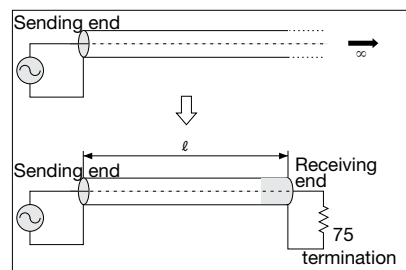 Sending end
∞
ℓ
Sending end
Receiving
end
75
termination